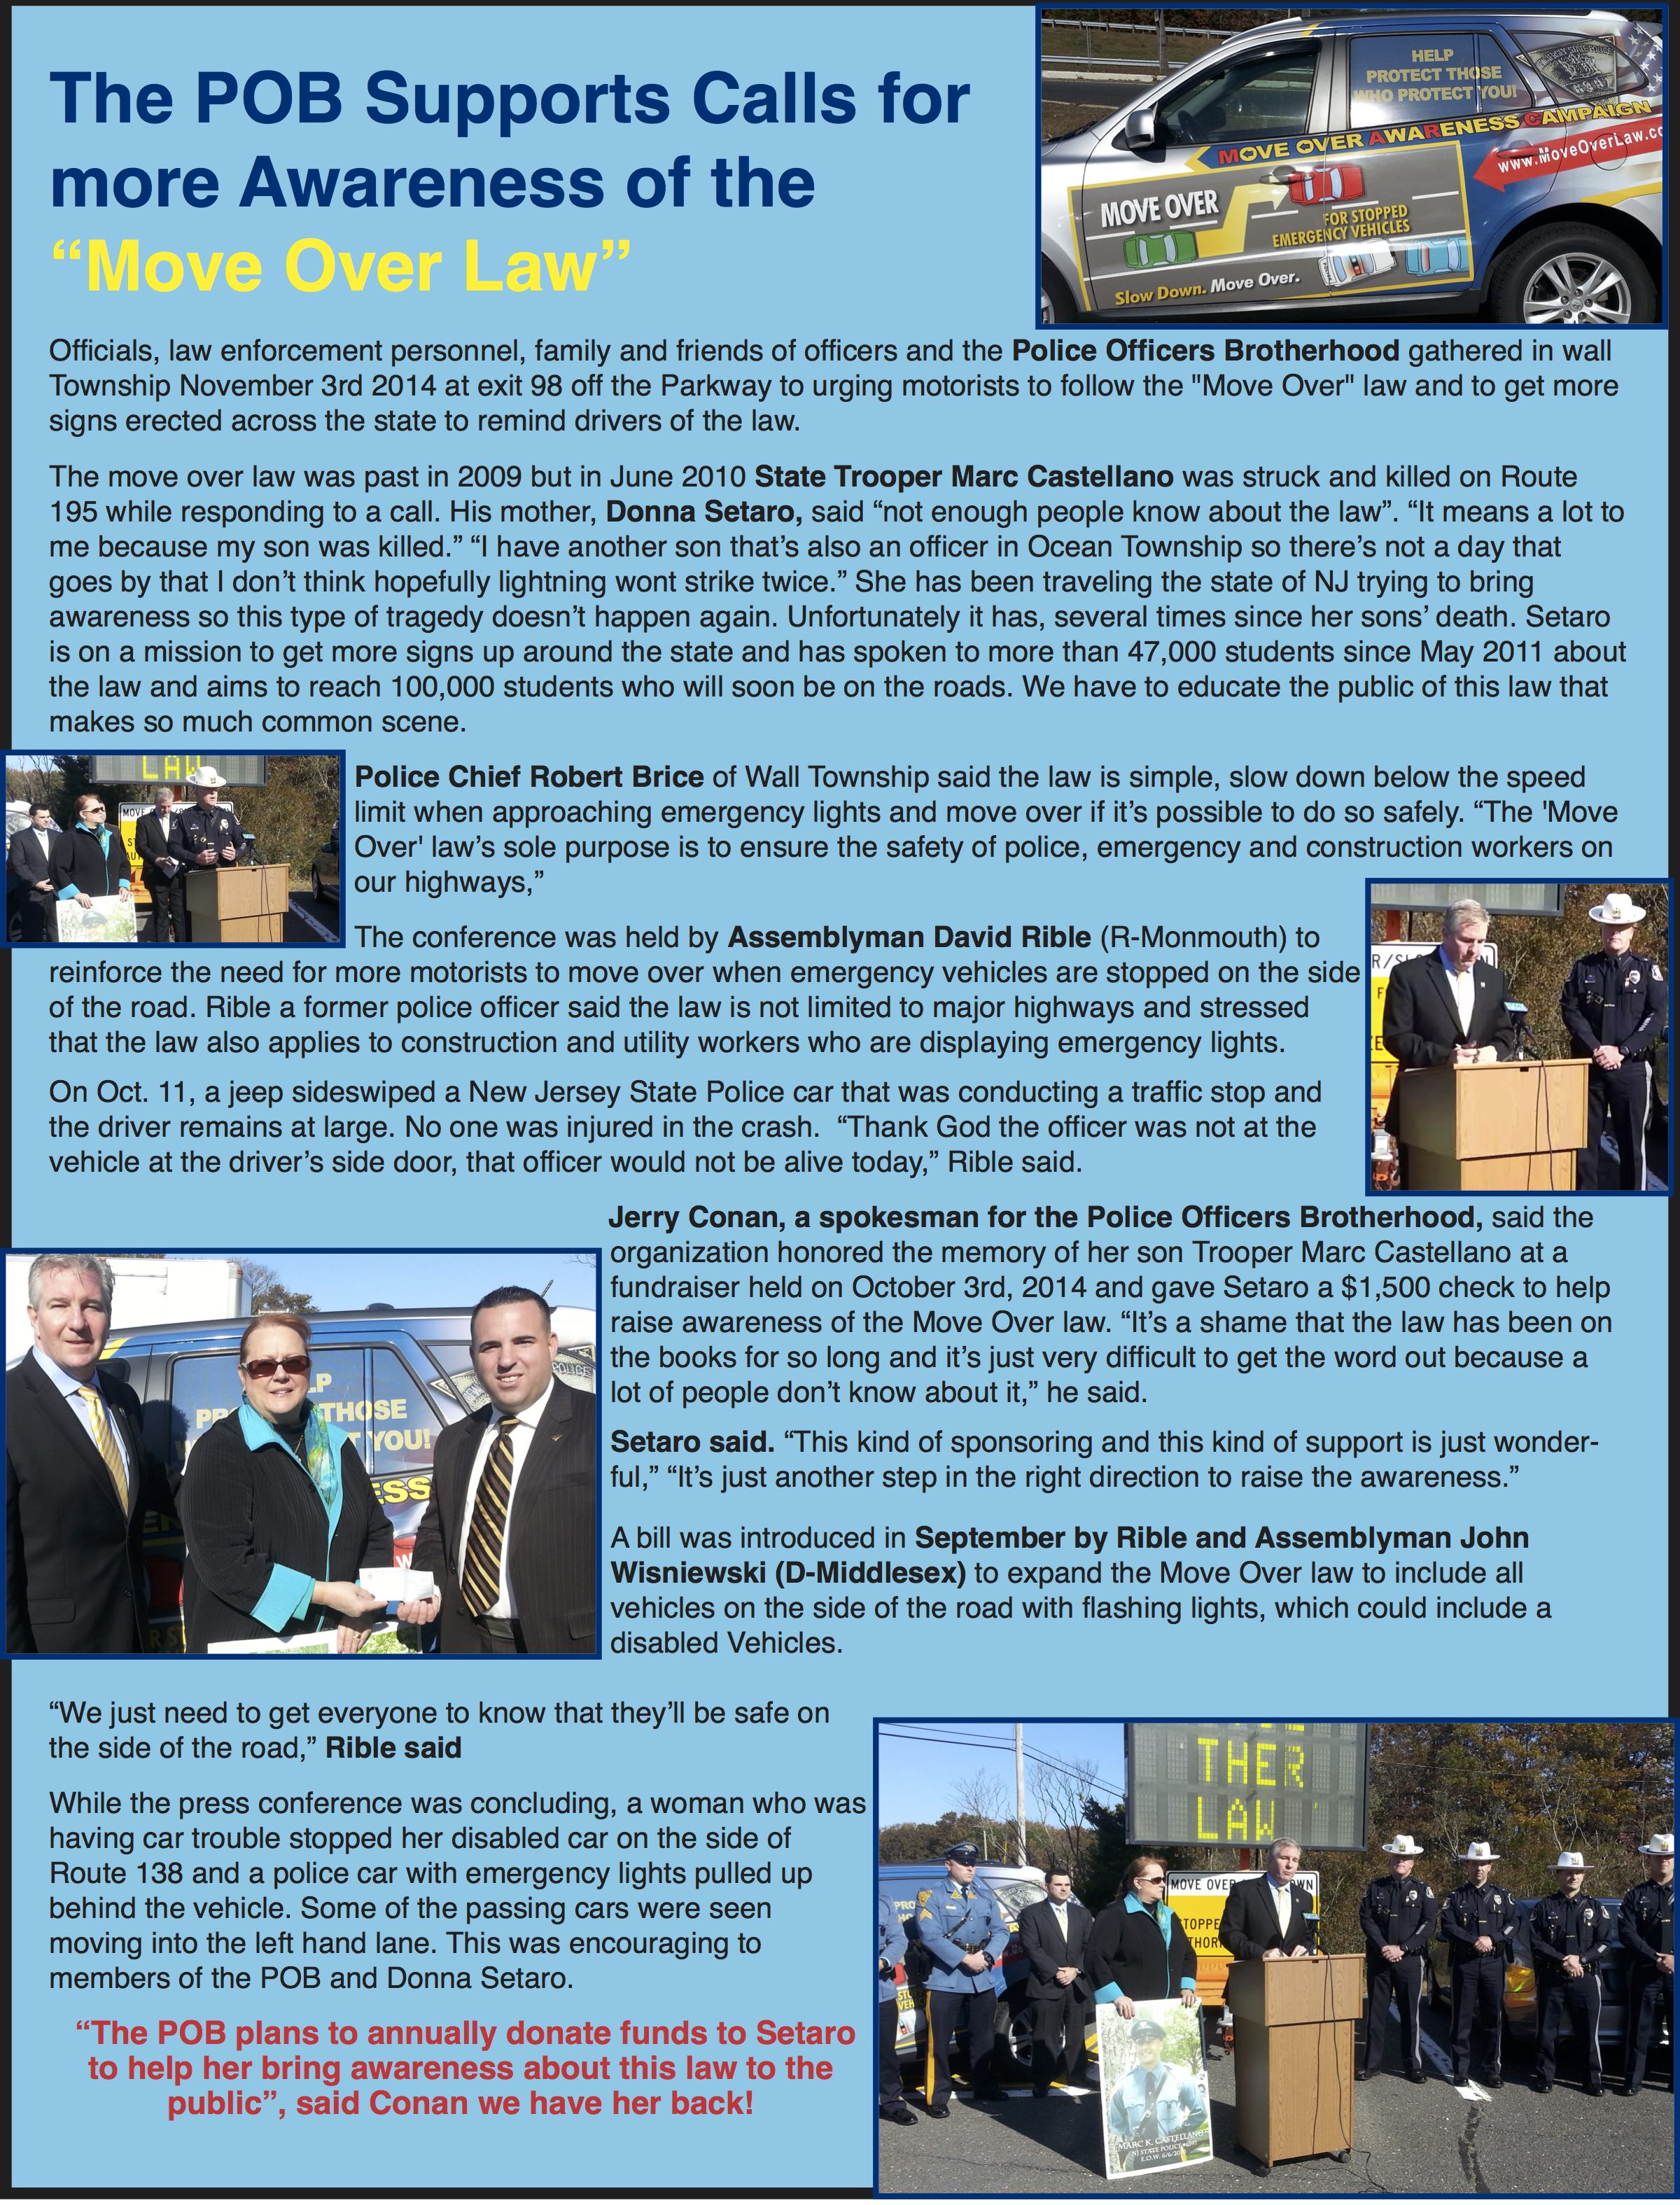 The POB Supports Calls for
more Awareness of the
“Move Over Law”
HELP
PROTECT THOSE
WHO PROTECT YOU!
MOVE OVER AWARENESS CAMPAIGN
www.MoveOverLaw.co
MOVE OVER
FOR STOPPED
EMERGENCY VEHICLES
Slow Down. Move Over.
Officials, law enforcement personnel, family and friends of officers and the Police Officers Brotherhood gathered in wall
Township November 3rd 2014 at exit 98 off the Parkway to urging motorists to follow the "Move Over" law and to get more
signs erected across the state to remind drivers of the law.
The move over law was past in 2009 but in June 2010 State Trooper Marc Castellano was struck and killed on Route
195 while responding to a call. His mother, Donna Setaro, said “not enough people know about the law”. “It means a lot to
me because my son was killed.” “I have another son that’s also an officer in Ocean Township so there’s not a day that
goes by that I don’t think hopefully lightning wont strike twice.” She has been traveling the state of NJ trying to bring
awareness so this type of tragedy doesn’t happen again. Unfortunately it has, several times since her sons’ death. Setaro
is on a mission to get more signs up around the state and has spoken to more than 47,000 students since May 2011 about
the law and aims to reach 100,000 students who will soon be on the roads. We have to educate the public of this law that
makes so much common scene.
LAW
MOVE
Police Chief Robert Brice of Wall Township said the law is simple, slow down below the speed
limit when approaching emergency lights and move over if it’s possible to do so safely. “The 'Move
Over' law’s sole purpose is to ensure the safety of police, emergency and construction workers on
our highways,”
The conference was held by Assemblyman David Rible (R-Monmouth) to
reinforce the need for more motorists to move over when emergency vehicles are stopped on the side
of the road. Rible a former police officer said the law is not limited to major highways and stressed
that the law also applies to construction and utility workers who are displaying emergency lights.
On Oct. 11, a jeep sideswiped a New Jersey State Police car that was conducting a traffic stop and
the driver remains at large. No one was injured in the crash.  “Thank God the officer was not at the
vehicle at the driver’s side door, that officer would not be alive today,” Rible said.
Jerry Conan, a spokesman for the Police Officers Brotherhood, said the
organization honored the memory of her son Trooper Marc Castellano at a
fundraiser held on October 3rd, 2014 and gave Setaro a $1,500 check to help
raise awareness of the Move Over law. “It’s a shame that the law has been on
the books for so long and it’s just very difficult to get the word out because a
lot of people don’t know about it,” he said.
Setaro said. “This kind of sponsoring and this kind of support is just wonder-
ful,” “It’s just another step in the right direction to raise the awareness.”
A bill was introduced in September by Rible and Assemblyman John
Wisniewski (D-Middlesex) to expand the Move Over law to include all
vehicles on the side of the road with flashing lights, which could include a
disabled Vehicles.
LP
THOSE
YOU!
ESS
“We just need to get everyone to know that they’ll be safe on
the side of the road,” Rible said
While the press conference was concluding, a woman who was
having car trouble stopped her disabled car on the side of
Route 138 and a police car with emergency lights pulled up
behind the vehicle. Some of the passing cars were seen
moving into the left hand lane. This was encouraging to
members of the POB and Donna Setaro.
“The POB plans to annually donate funds to Setaro
to help her bring awareness about this law to the
public”, said Conan we have her back!
THER
LAW
MOVE OVER
STOPPE
MARC K. CASTELLANO